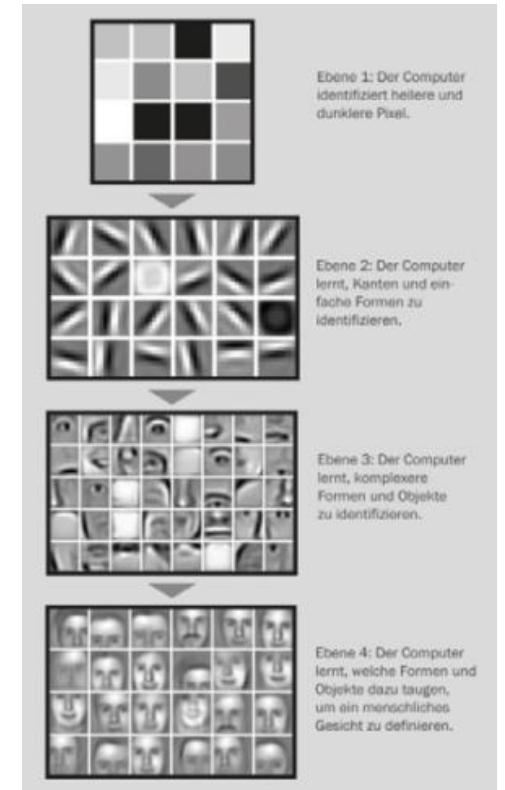 Ebene 1: Der Computer
identifiziert hellere und
dunklere Pixel.
Ebene 2: Der Computer
lernt, Kanten und ein-
fache Formen zu
identifizieren.
Ebene 3: Der Computer
lernt, komplexere
Formen und Objekte
zu identifizieren.
Ebene 4: Der Computer
lernt, welche Formen und
Objekte dazu taugen,
um ein menschliches
Gesicht zu definieren.